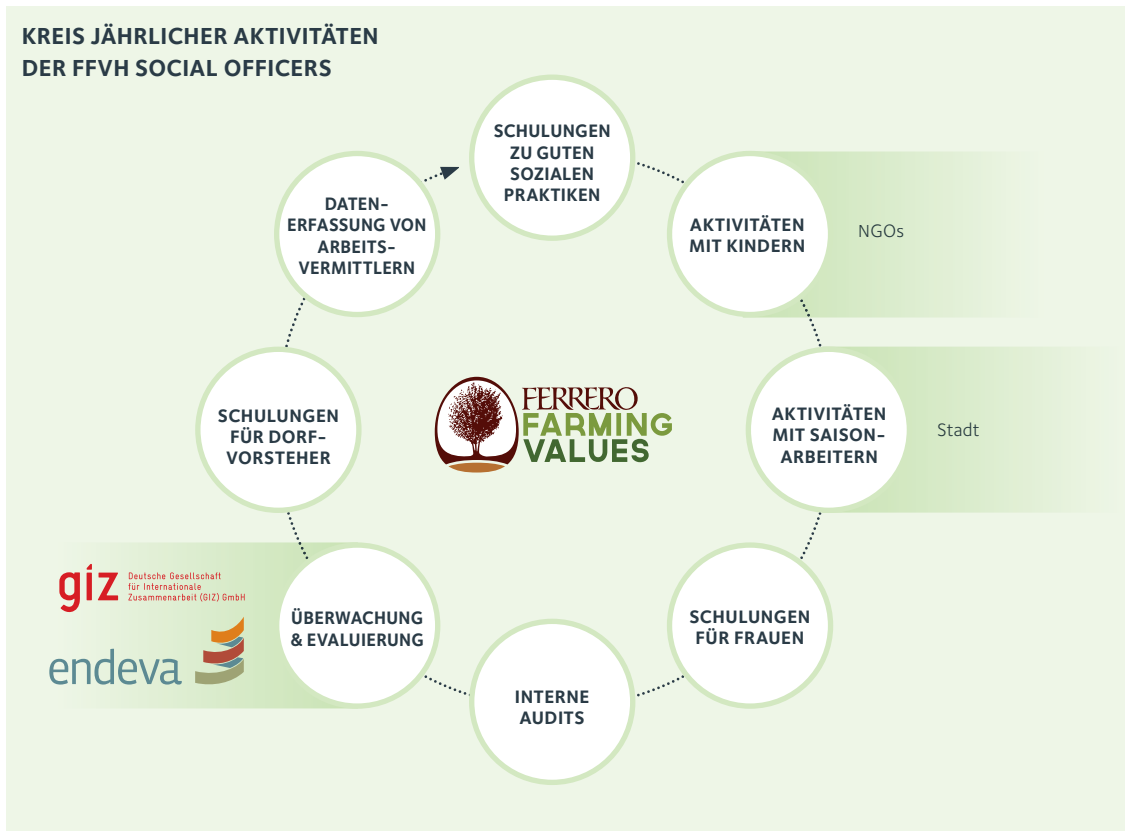 KREIS JÄHRLICHER AKTIVITÄTEN
DER FFVH SOCIAL OFFICERS
SCHULUNGEN
ZU GUTEN
SOZIALEN
PRAKTIKEN
AKTIVITÄTEN
MIT KINDERN
NGOs
AKTIVITÄTEN
MIT SAISON-
ARBEITERN
Stadt
SCHULUNGEN
FÜR FRAUEN
INTERNE
AUDITS
ÜBERWACHUNG
& EVALUIERUNG
giz
Deutsche Gesellschaft
für Internationale
Zusammenarbeit (GIZ) GmbH
endeva
SCHULUNGEN
FÜR DORF-
VORSTEHER
DATEN-
ERFASSUNG VON
ARBEITS-
VERMITTLERN
FERRERO
FARMING
VALUES